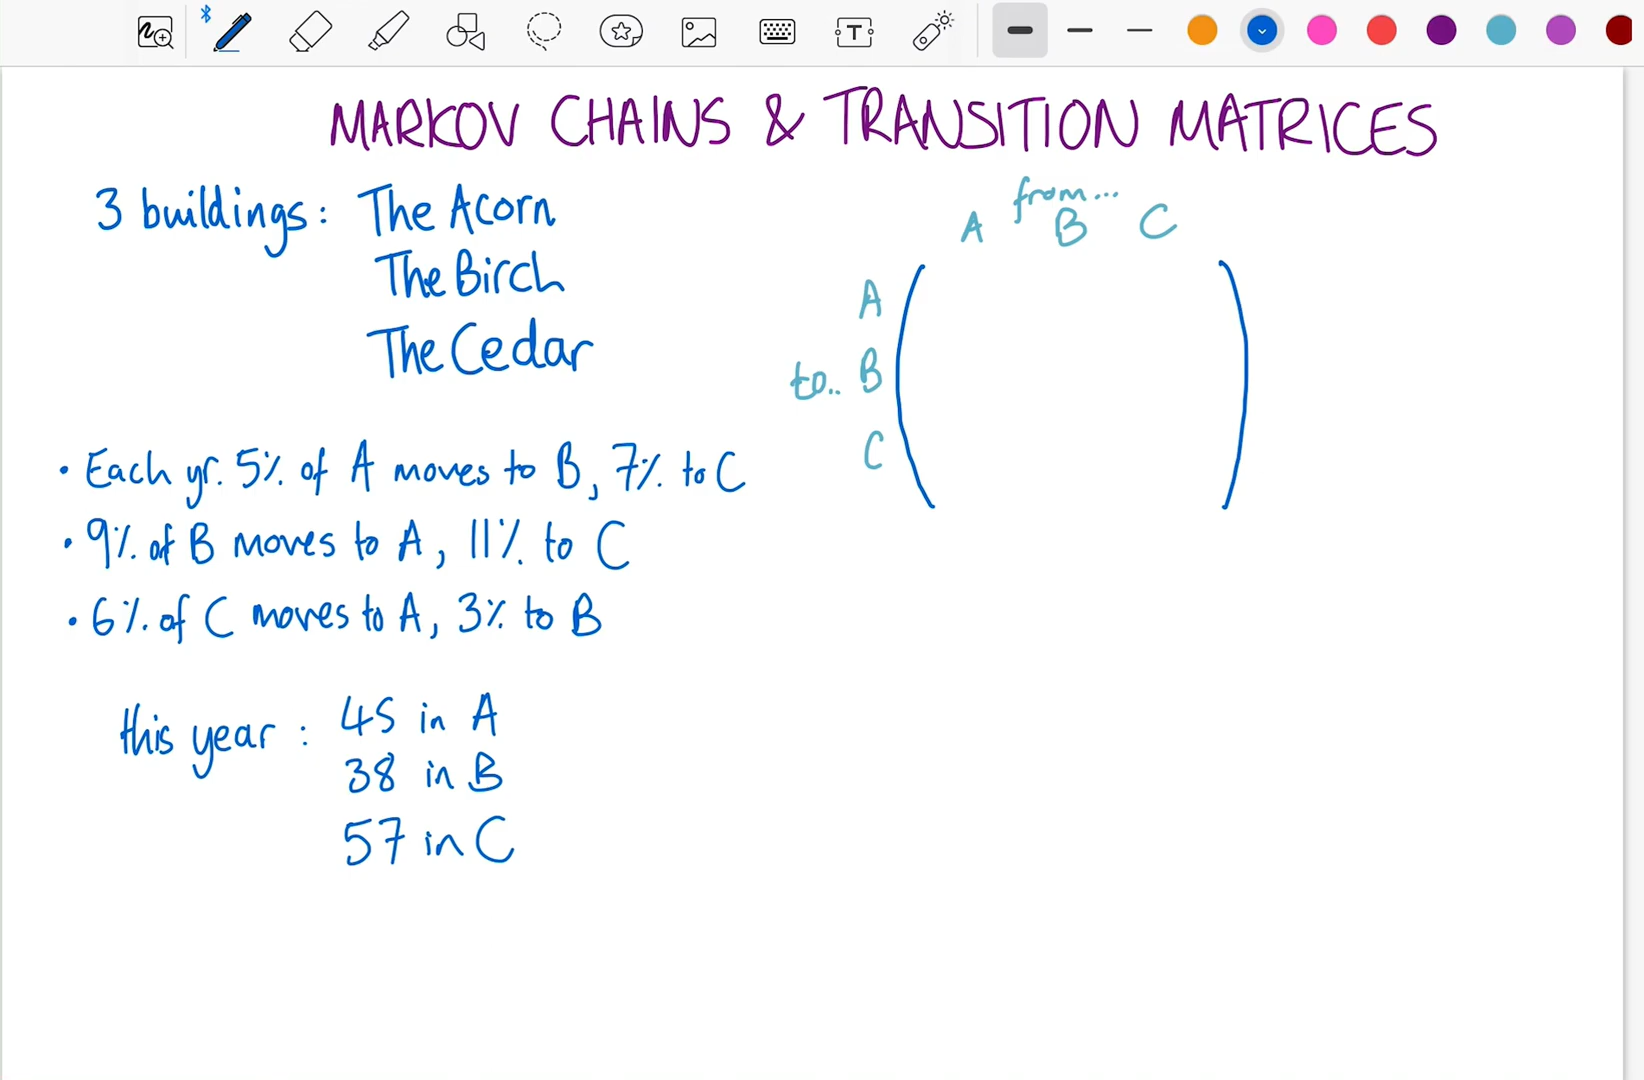 MARKOV CHAINS & TRANSITION MATRICES
3 buildings: The Acorn
The Birch
The Cedar
from...
A B C
A
to.. B
C
• Each yr. 5% of A moves to B, 7% to C
• 9% of B moves to A, 11% to C
• 6% of C moves to A, 3% to B
this year: 45 in A
38 in B
57 in C